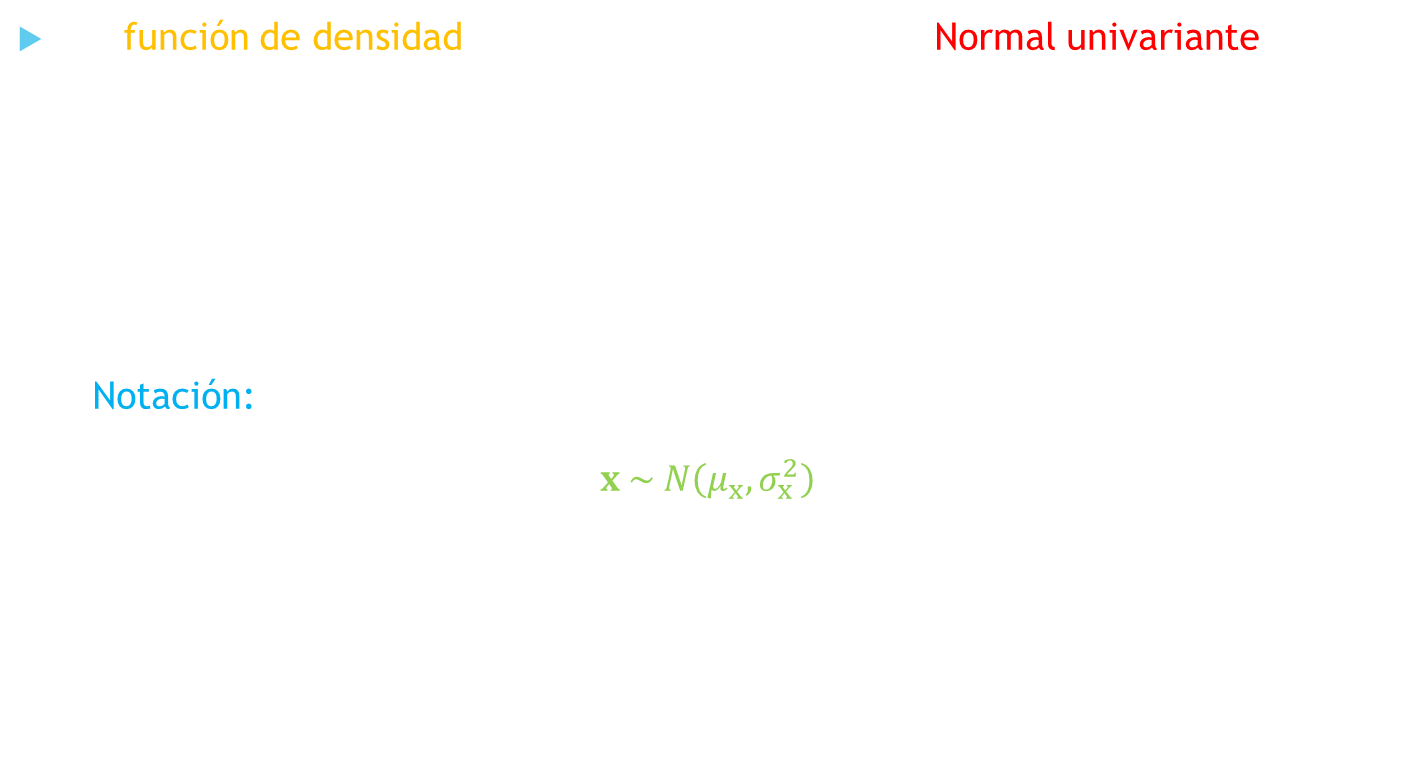 función de densidad Normal univariante
Notación:
𝐱 ~ 𝑁(𝜇ₓ, 𝜎ₓ²)